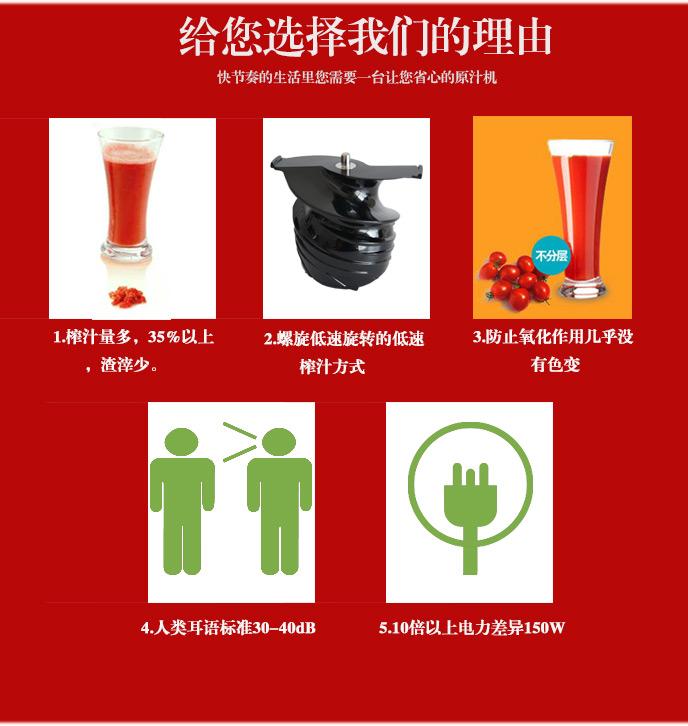 给您选择我们的理由
快节奏的生活里您需要一台让您省心的原汁机
不分层
1.榨汁量多，35%以上
，渣滓少。
2.螺旋低速旋转的低速
榨汁方式
3.防止氧化作用几乎没
有色变
4.人类耳语标准30-40dB
5.10倍以上电力差异150W